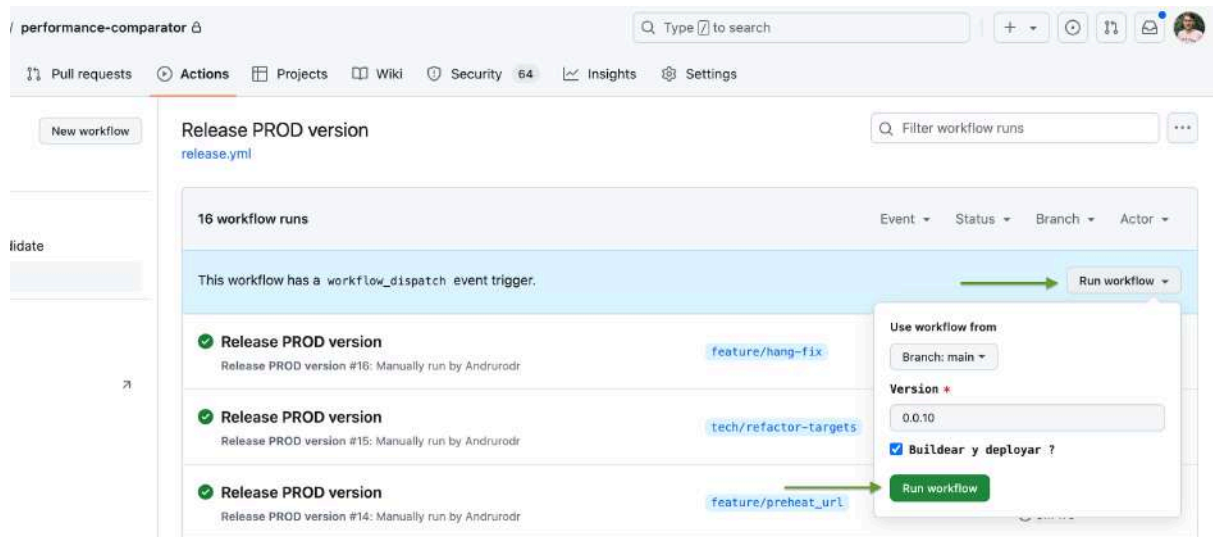 / performance-comparator
Type / to search
Pull requests
Actions
Projects
Wiki
Security 64
Insights
Settings
New workflow
Release PROD version
release.yml
Filter workflow runs
16 workflow runs
Event
Status
Branch
Actor
didate
This workflow has a workflow_dispatch event trigger.
Run workflow
Release PROD version
Release PROD version #16: Manually run by Andrurodr
feature/hang-fix
Release PROD version
Release PROD version #15: Manually run by Andrurodr
tech/refactor-targets
Release PROD version
Release PROD version #14: Manually run by Andrurodr
feature/preheat_url
Use workflow from
Branch: main
Version *
0.0.10
Buildear y deployar ?
Run workflow